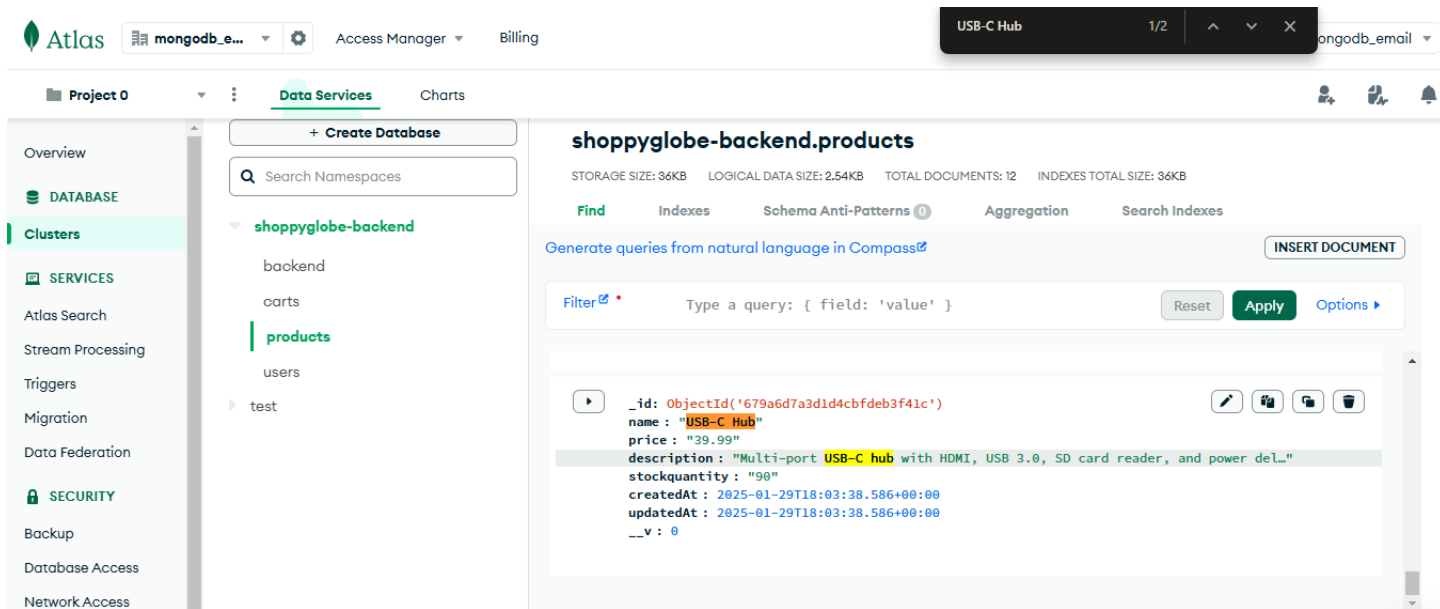 Atlas
mongodb_e...
Access Manager
Billing
USB-C Hub
1/2
ongodb_email
Project 0
Data Services
Charts
Overview
DATABASE
Clusters
SERVICES
Atlas Search
Stream Processing
Triggers
Migration
Data Federation
SECURITY
Backup
Database Access
Network Access
+ Create Database
Search Namespaces
shoppyglobe-backend
backend
carts
products
users
test
shoppyglobe-backend.products
STORAGE SIZE: 36KB LOGICAL DATA SIZE: 2.54KB TOTAL DOCUMENTS: 12 INDEXES TOTAL SIZE: 36KB
Find Indexes Schema Anti-Patterns 0 Aggregation Search Indexes
Generate queries from natural language in Compass
INSERT DOCUMENT
Filter
Type a query: { field: 'value' }
Reset
Apply
Options
_id: ObjectId('679a6d7a3d1d4cbfdeb3f41c')
name : "USB-C Hub"
price : "39.99"
description : "Multi-port USB-C hub with HDMI, USB 3.0, SD card reader, and power del…"
stockquantity : "90"
createdAt : 2025-01-29T18:03:38.586+00:00
updatedAt : 2025-01-29T18:03:38.586+00:00
__v : 0